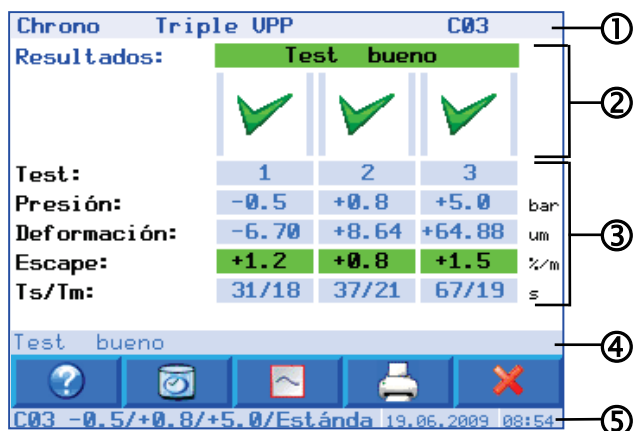 Chrono Triple VPP C03 ①
Resultados: Test bueno
②
Test: 1 2 3
Presión: -0.5 +0.8 +5.0 bar
Deformación: -6.70 +8.64 +64.88 um
③
Escape: +1.2 +0.8 +1.5 %/m
Ts/Tm: 31/18 37/21 67/19 s
Test bueno ④
?
C03 -0.5/+0.8/+5.0/Estánda 19.06.2009 08:54 ⑤